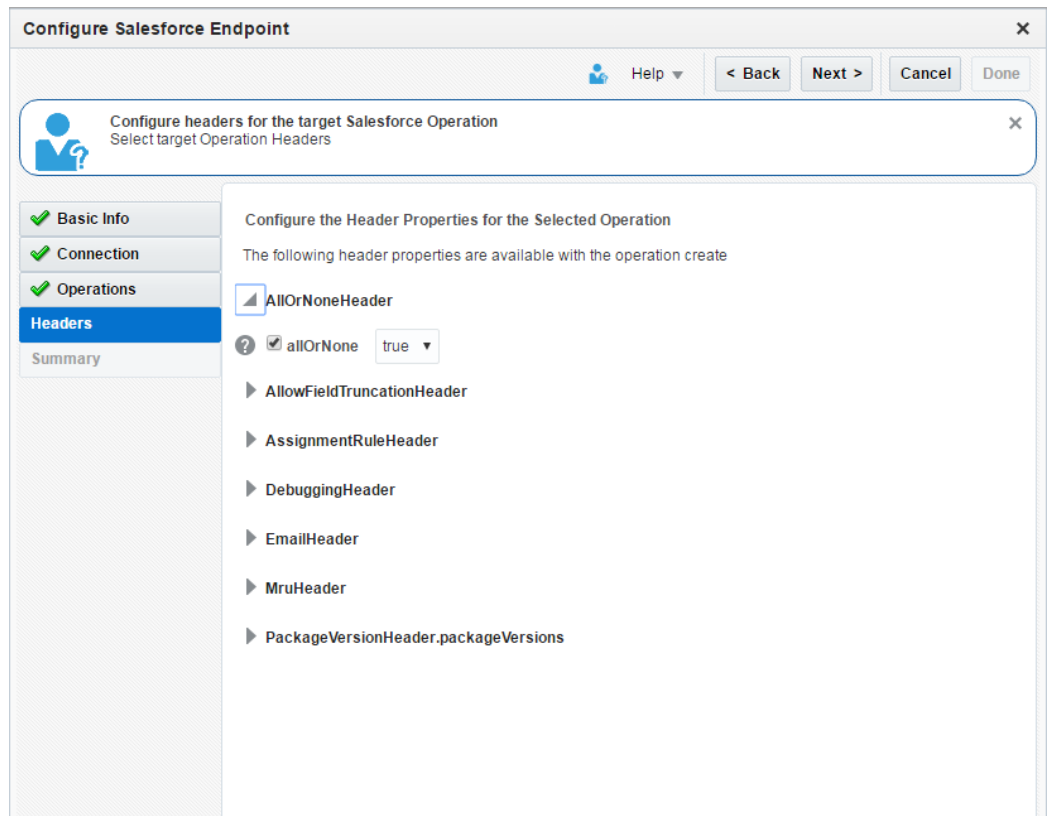 Configure Salesforce Endpoint
Help
< Back
Next >
Cancel
Done
Configure headers for the target Salesforce Operation
Select target Operation Headers
Basic Info
Connection
Operations
Headers
Summary
Configure the Header Properties for the Selected Operation
The following header properties are available with the operation create
AllOrNoneHeader
allOrNone true
AllowFieldTruncationHeader
AssignmentRuleHeader
DebuggingHeader
EmailHeader
MruHeader
PackageVersionHeader.packageVersions